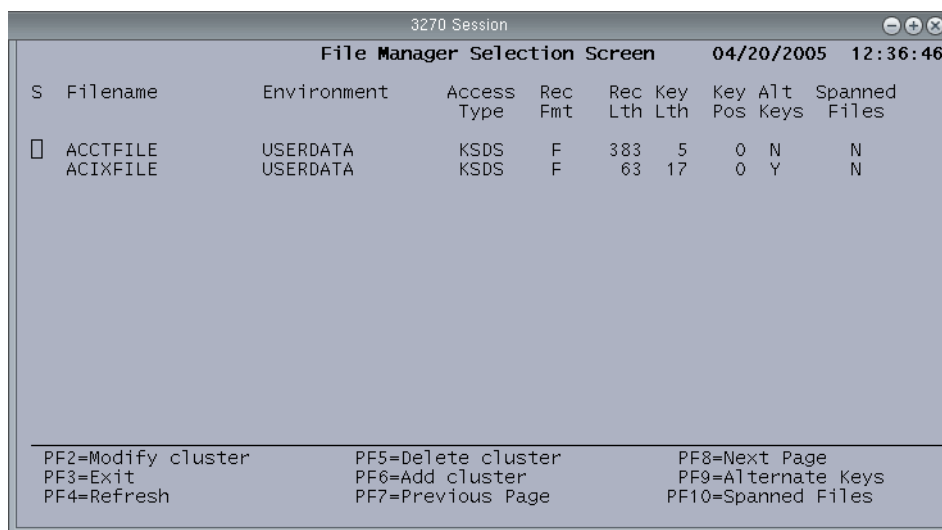 3270 Session
File Manager Selection Screen 04/20/2005 12:36:46
S Filename Environment Access Rec Rec Key Key Alt Spanned
Type Fmt Lth Lth Pos Keys Files
ACCTFILE USERDATA KSDS F 383 5 0 N N
ACIXFILE USERDATA KSDS F 63 17 0 Y N
PF2=Modify cluster PF5=Delete cluster PF8=Next Page
PF3=Exit PF6=Add cluster PF9=Alternate Keys
PF4=Refresh PF7=Previous Page PF10=Spanned Files